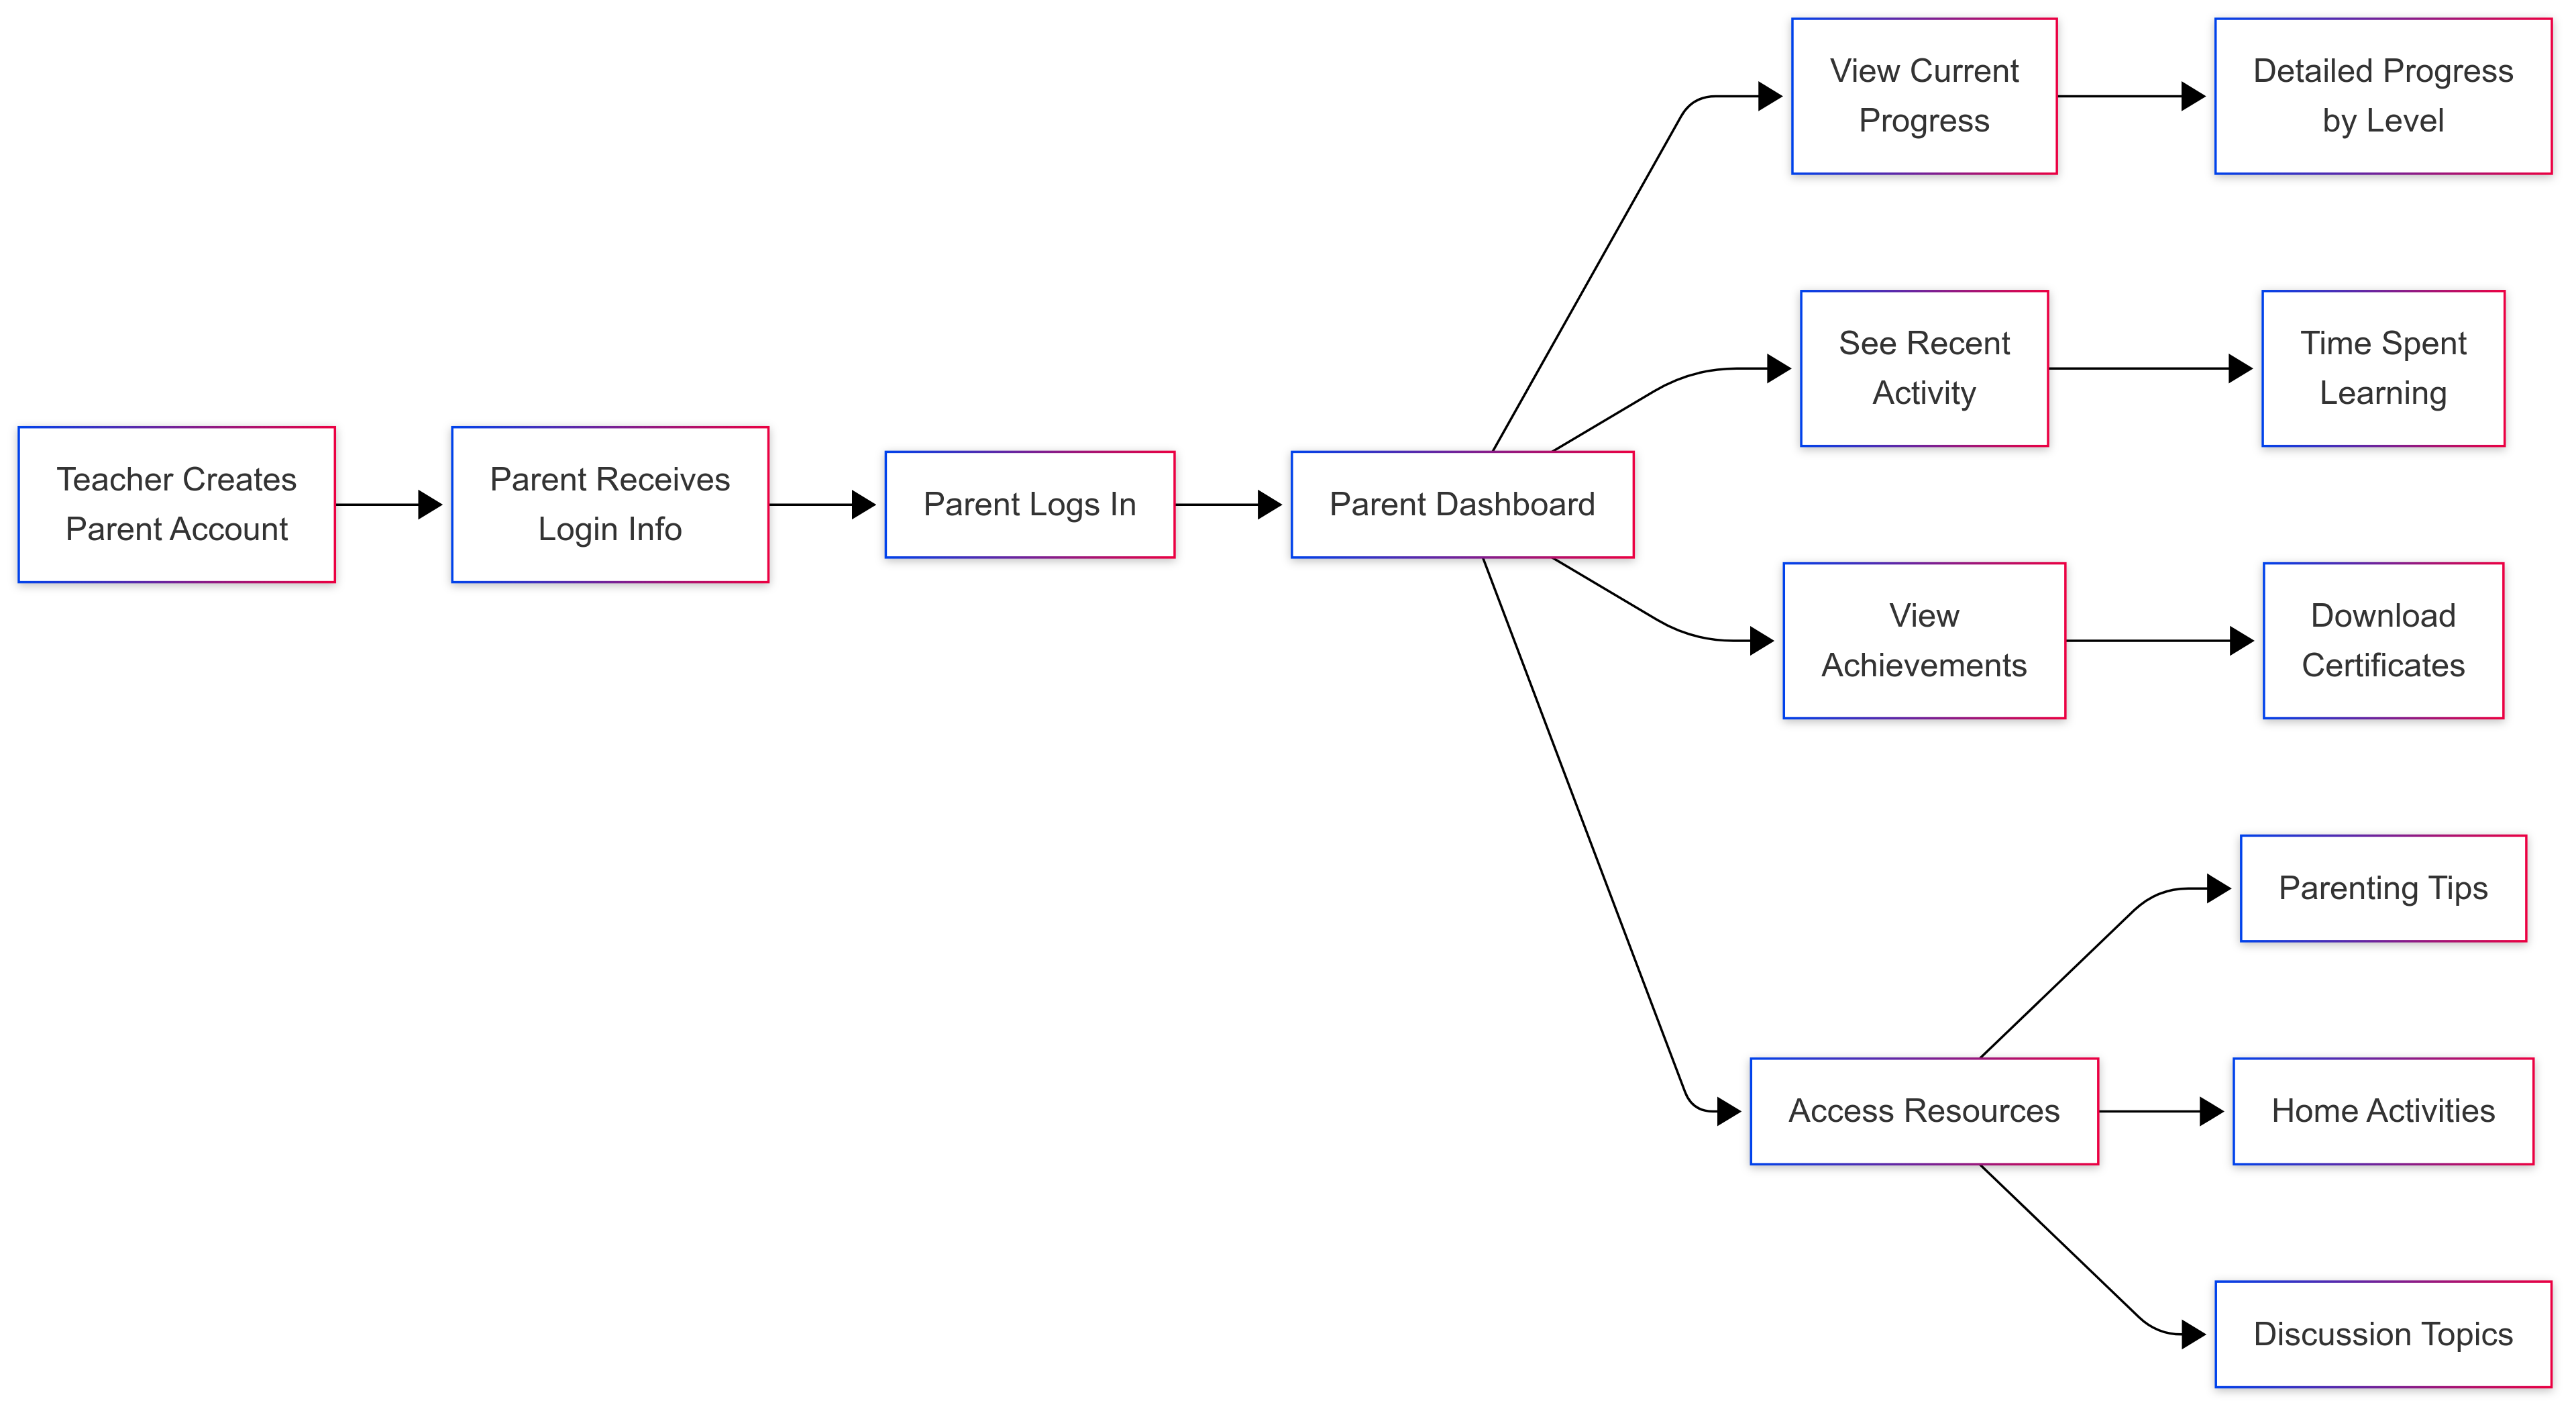 Teacher Creates
Parent Account
Parent Receives
Login Info
Parent Logs In
Parent Dashboard
View Current
Progress
Detailed Progress
by Level
See Recent
Activity
Time Spent
Learning
View
Achievements
Download
Certificates
Access Resources
Parenting Tips
Home Activities
Discussion Topics